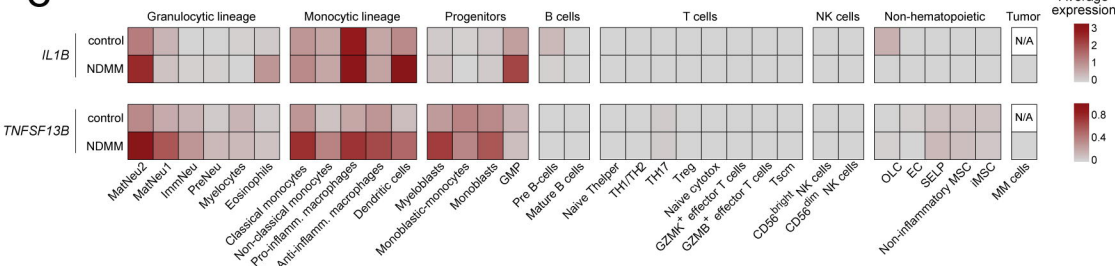 Granulocytic lineage Monocytic lineage Progenitors B cells T cells NK cells Non-hematopoietic Tumor
expression
IL1B
control
NDMM
N/A
3
2
1
0
TNFSF13B
control
NDMM
N/A
0.8
0.4
0
MatNeu2
MatNeu1
ImmNeu
PreNeu
Myelocytes
Eosinophils
Classical monocytes
Non-classical monocytes
Pro-inflamm. macrophages
Anti-inflamm. macrophages
Dendritic cells
Myeloblasts
Monoblastic-monocytes
Monoblasts
GMP
Pre B-cells
Mature B cells
Naive Thelper
TH1/TH2
TH17
Treg
Naive cytotox
GZMK⁺ effector T cells
GZMB⁺ effector T cells
Tscm
CD56ᵇʳⁱᵍʰᵗ NK cells
CD56ᵈⁱᵐ NK cells
OLC
EC
SELP
Non-inflammatory MSC
iMSC
MM cells